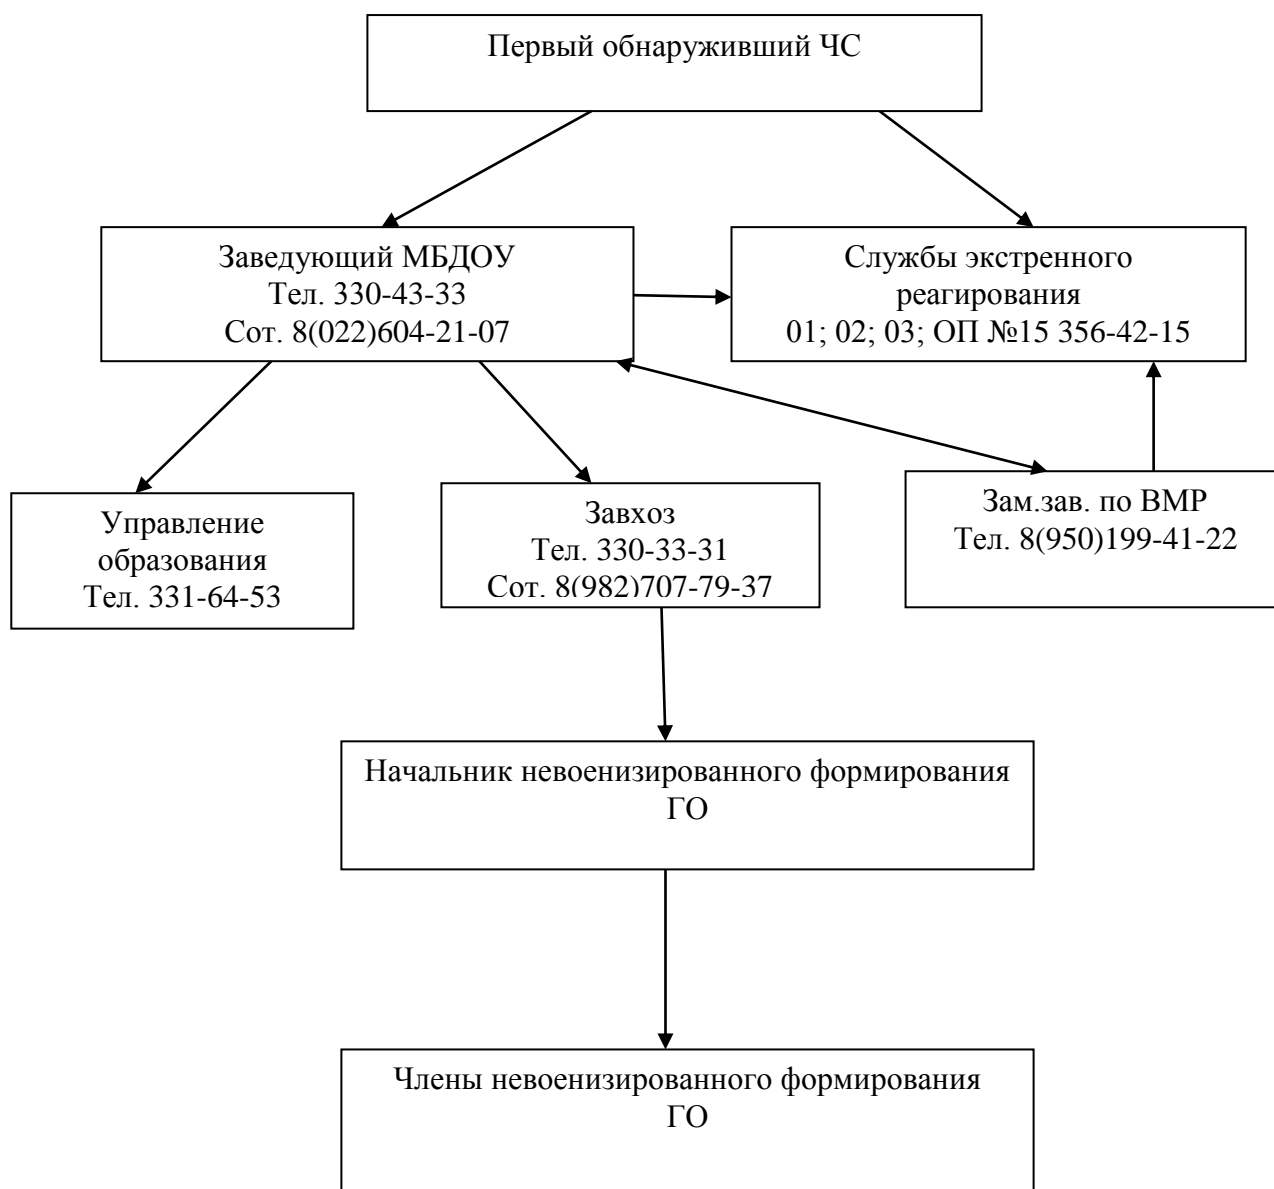 Первый обнаруживший ЧС
Заведующий МБДОУ
Тел. 330-43-33
Сот. 8(022)604-21-07
Службы экстренного
реагирования
01; 02; 03; ОП №15 356-42-15
Управление
образования
Тел. 331-64-53
Завхоз
Тел. 330-33-31
Сот. 8(982)707-79-37
Зам.зав. по ВМР
Тел. 8(950)199-41-22
Начальник невоенизированного формирования
ГО
Члены невоенизированного формирования
ГО